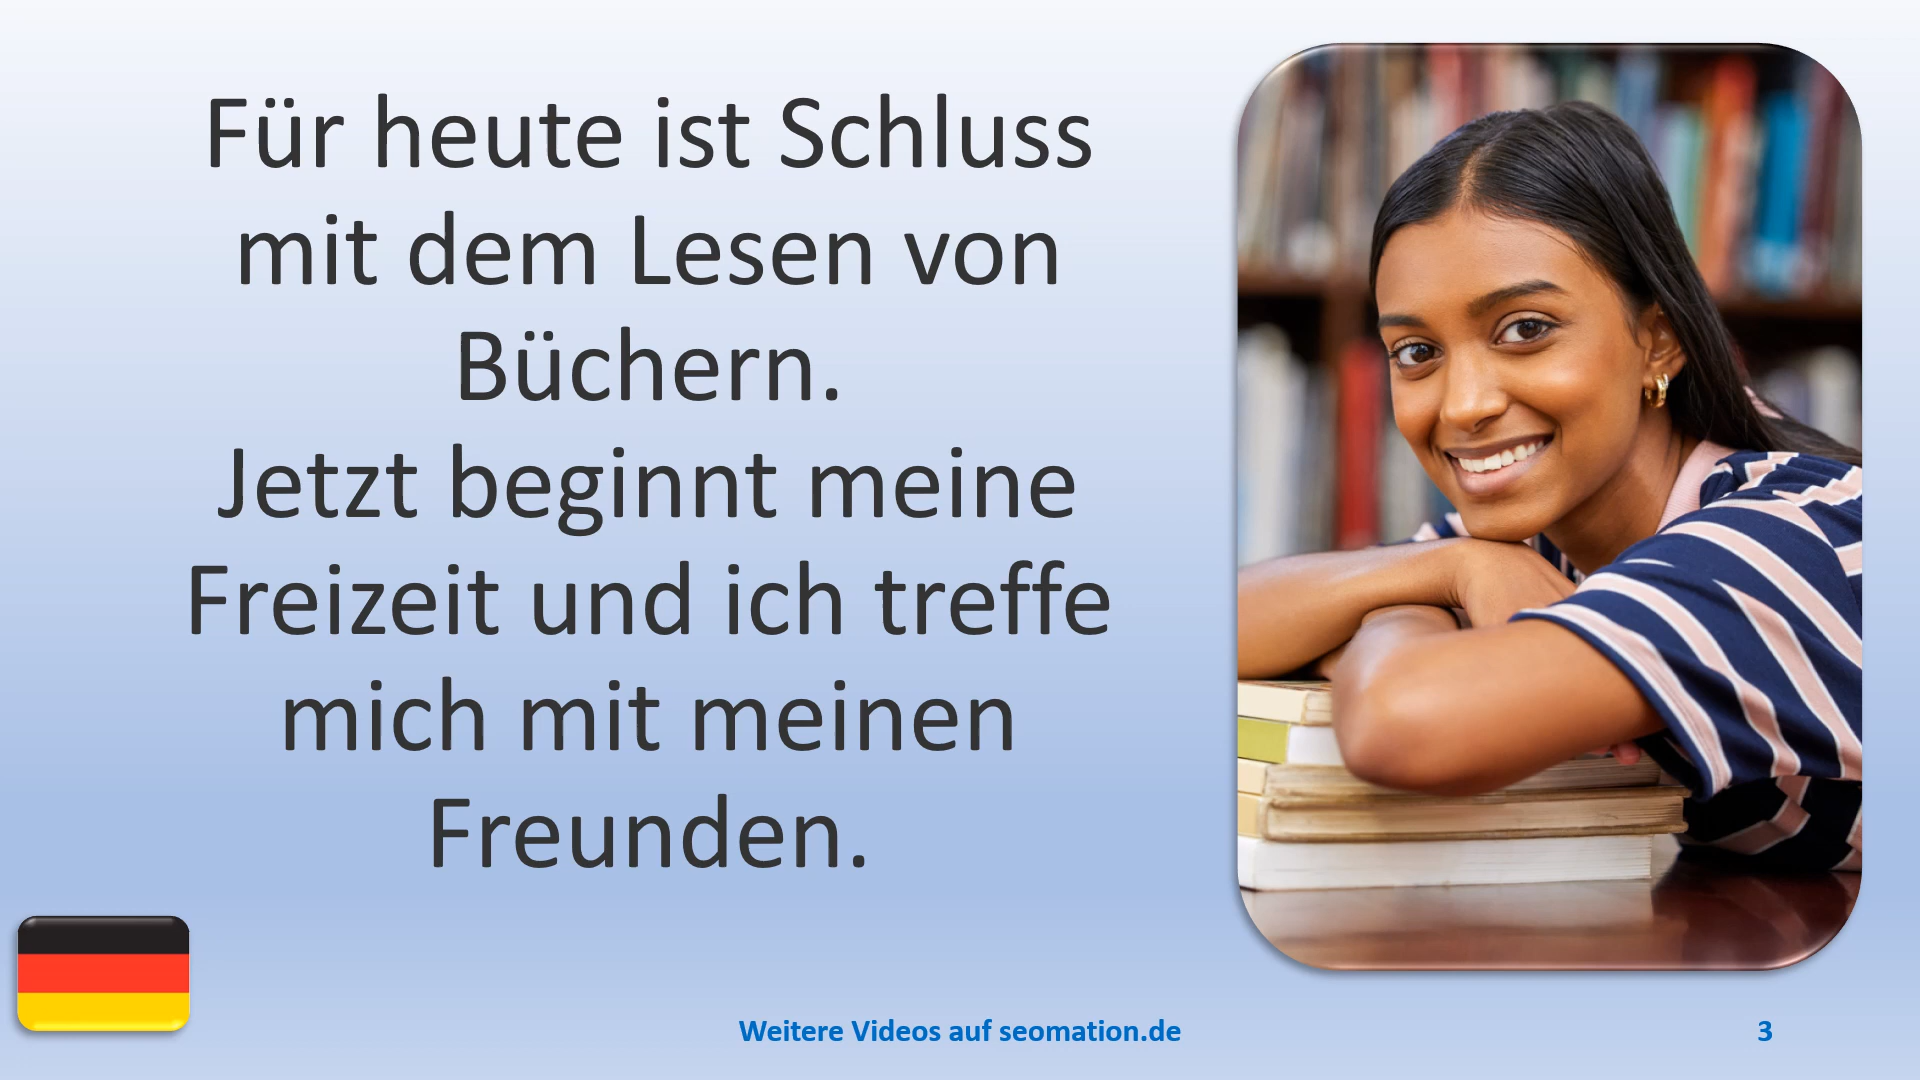 Für heute ist Schluss
mit dem Lesen von
Büchern.
Jetzt beginnt meine
Freizeit und ich treffe
mich mit meinen
Freunden.
Weitere Videos auf seomation.de
3